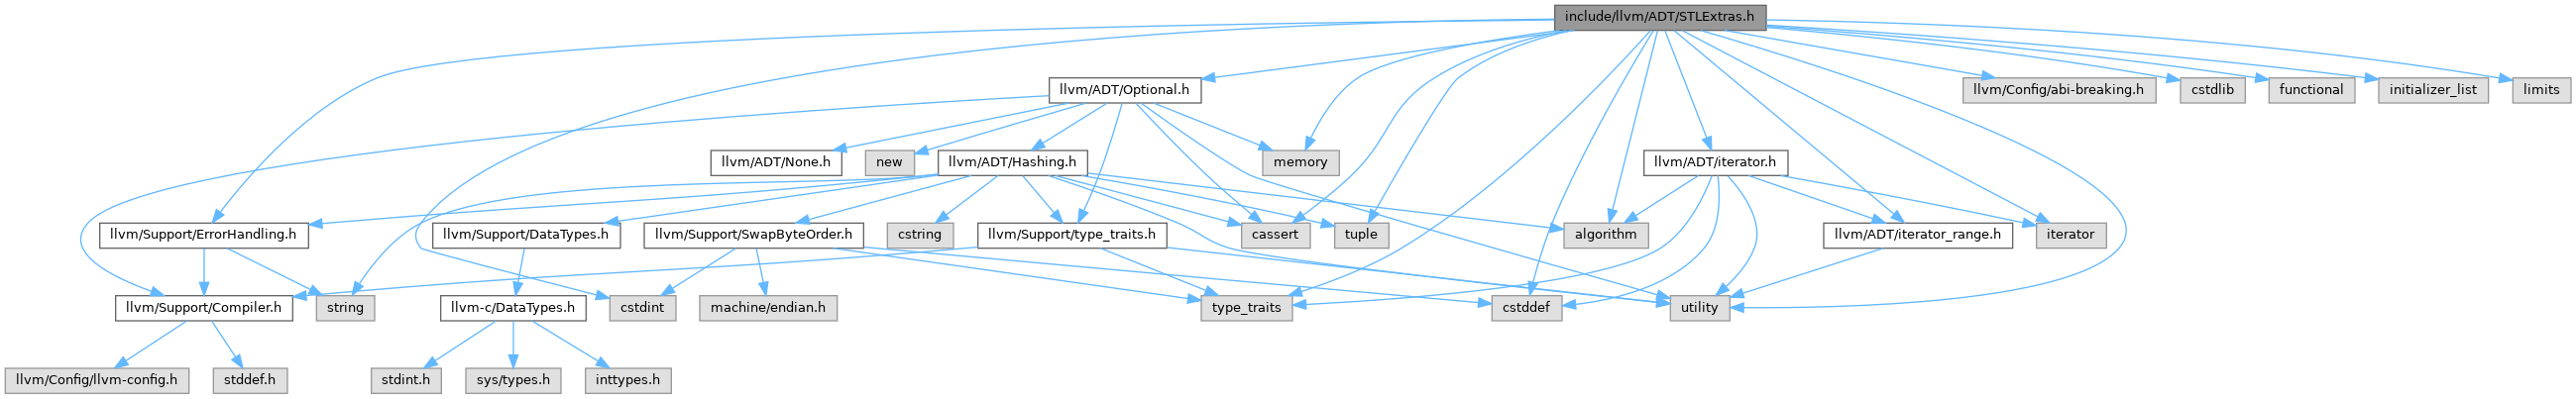 include/llvm/ADT/STLExtras.h
llvm/ADT/Optional.h
llvm/Config/abi-breaking.h
cstdlib
functional
initializer_list
limits
llvm/ADT/None.h
new
llvm/ADT/Hashing.h
memory
llvm/ADT/iterator.h
llvm/Support/ErrorHandling.h
llvm/Support/DataTypes.h
llvm/Support/SwapByteOrder.h
cstring
llvm/Support/type_traits.h
cassert
tuple
algorithm
llvm/ADT/iterator_range.h
iterator
llvm/Support/Compiler.h
string
llvm-c/DataTypes.h
cstdint
machine/endian.h
type_traits
cstddef
utility
llvm/Config/llvm-config.h
stddef.h
stdint.h
sys/types.h
inttypes.h